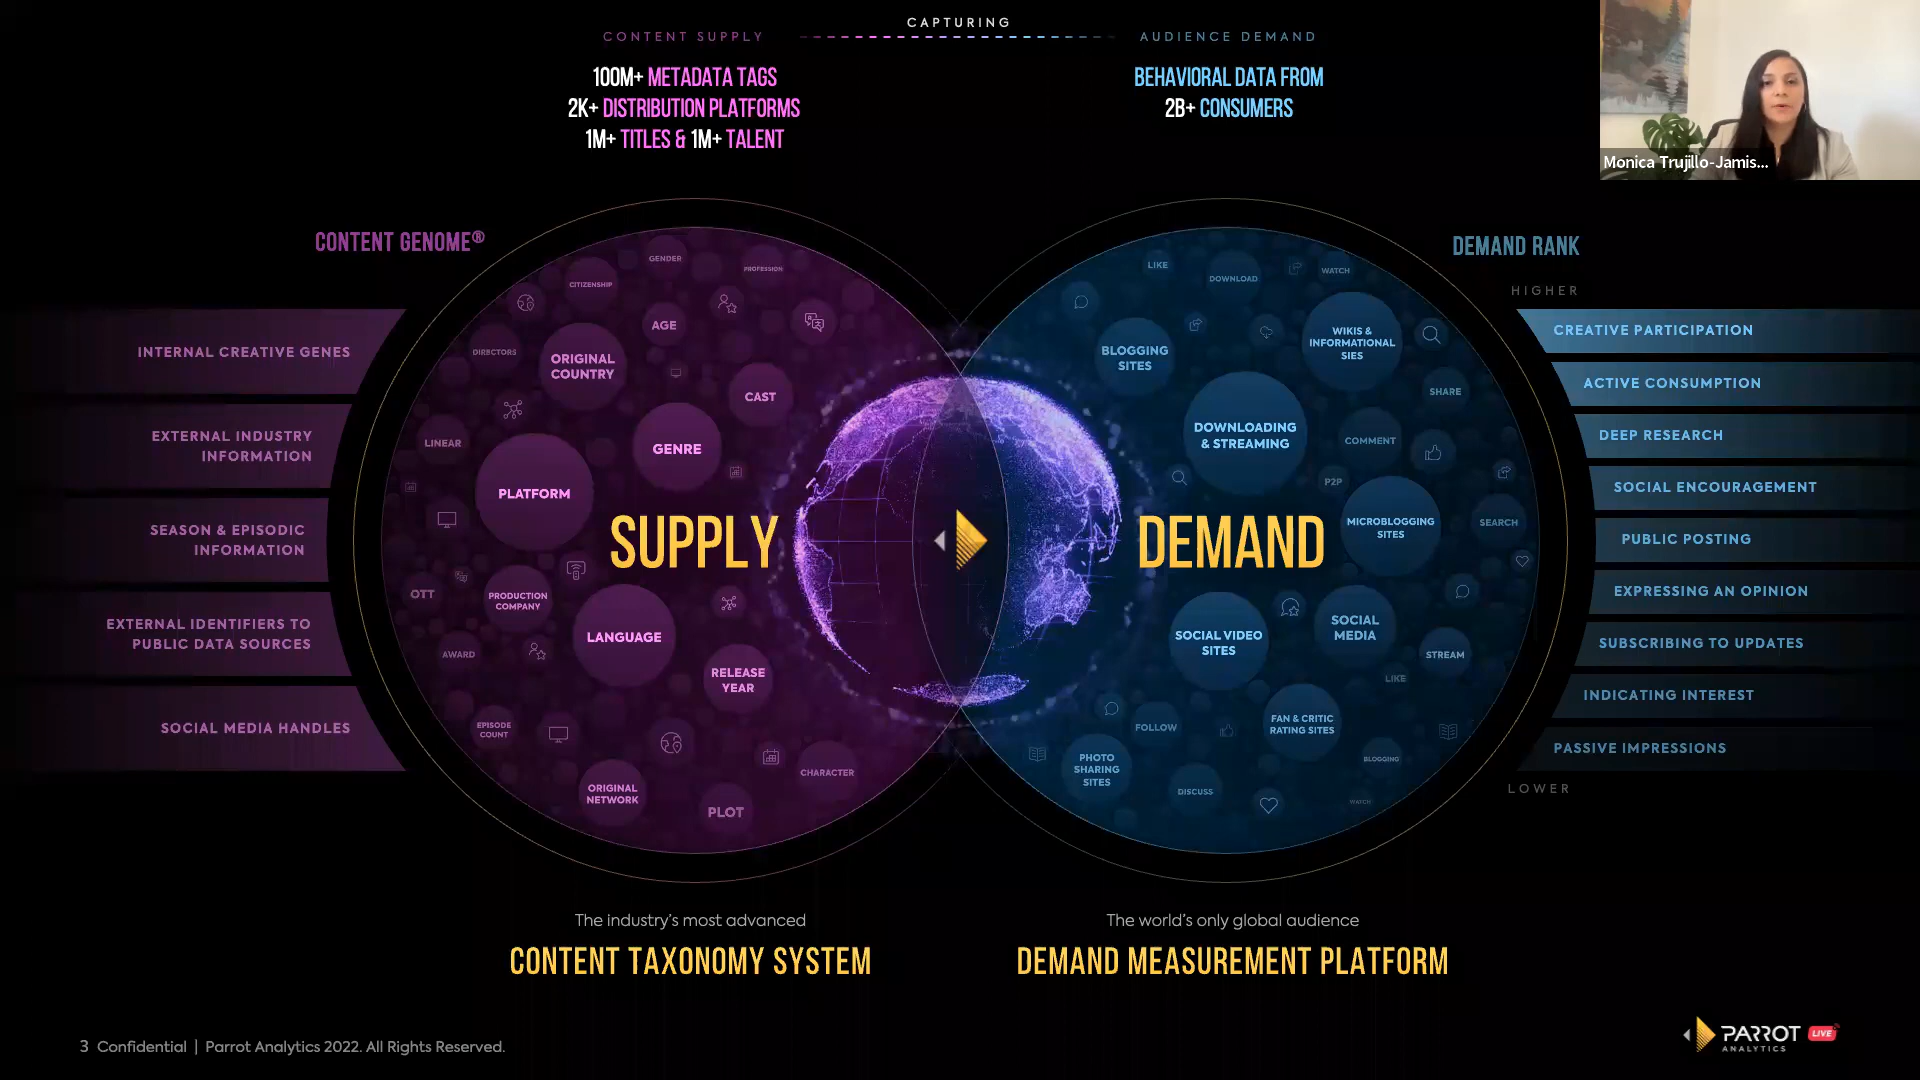 CAPTURING
CONTENT SUPPLY
AUDIENCE DEMAND
100M+ METADATA TAGS
2K+ DISTRIBUTION PLATFORMS
1M+ TITLES & 1M+ TALENT
BEHAVIORAL DATA FROM
2B+ CONSUMERS
Monica Trujillo-Jamis...
CONTENT GENOME®
INTERNAL CREATIVE GENES
EXTERNAL INDUSTRY
INFORMATION
SEASON & EPISODIC
INFORMATION
EXTERNAL IDENTIFIERS TO
PUBLIC DATA SOURCES
SOCIAL MEDIA HANDLES
GENDER
PROFESSION
CITIZENSHIP
AGE
DIRECTORS
ORIGINAL
COUNTRY
CAST
LINEAR
GENRE
PLATFORM
SUPPLY
OTT
PRODUCTION
COMPANY
LANGUAGE
AWARD
RELEASE
YEAR
EPISODE
COUNT
CHARACTER
ORIGINAL
NETWORK
PLOT
LIKE
DOWNLOAD
WATCH
BLOGGING
SITES
WIKIS &
INFORMATIONAL
SIES
SHARE
DOWNLOADING
& STREAMING
COMMENT
P2P
MICROBLOGGING
SITES
SEARCH
DEMAND
SOCIAL VIDEO
SITES
SOCIAL
MEDIA
STREAM
LIKE
FOLLOW
FAN & CRITIC
RATING SITES
PHOTO
SHARING
SITES
BLOGGING
DISCUSS
WATCH
DEMAND RANK
HIGHER
CREATIVE PARTICIPATION
ACTIVE CONSUMPTION
DEEP RESEARCH
SOCIAL ENCOURAGEMENT
PUBLIC POSTING
EXPRESSING AN OPINION
SUBSCRIBING TO UPDATES
INDICATING INTEREST
PASSIVE IMPRESSIONS
LOWER
The industry's most advanced
CONTENT TAXONOMY SYSTEM
The world's only global audience
DEMAND MEASUREMENT PLATFORM
3 Confidential | Parrot Analytics 2022. All Rights Reserved.
PARROT LIVE
ANALYTICS